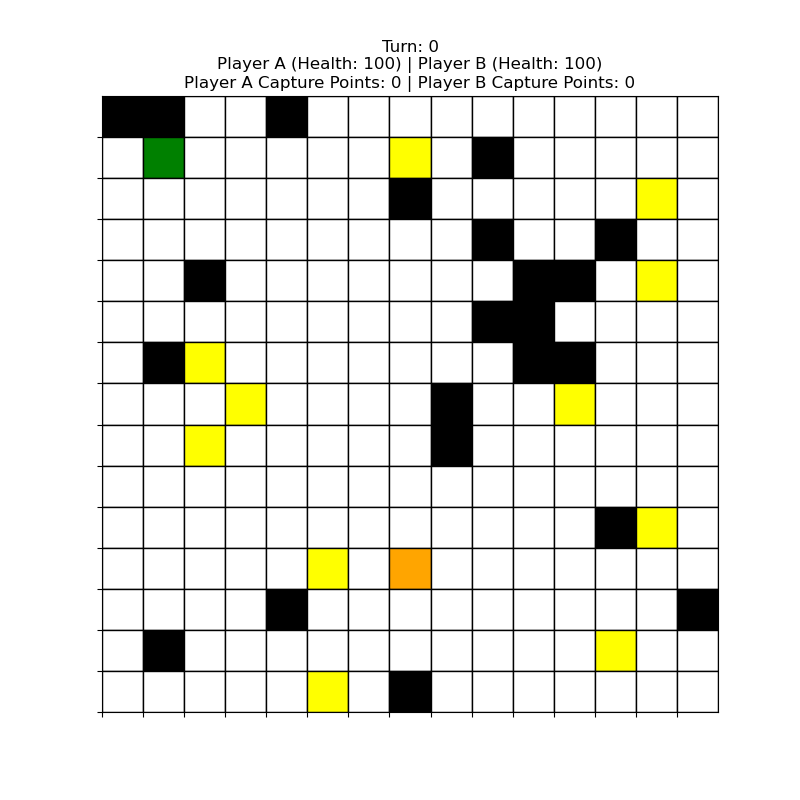 Turn: 0
Player A (Health: 100) | Player B (Health: 100)
Player A Capture Points: 0 | Player B Capture Points: 0